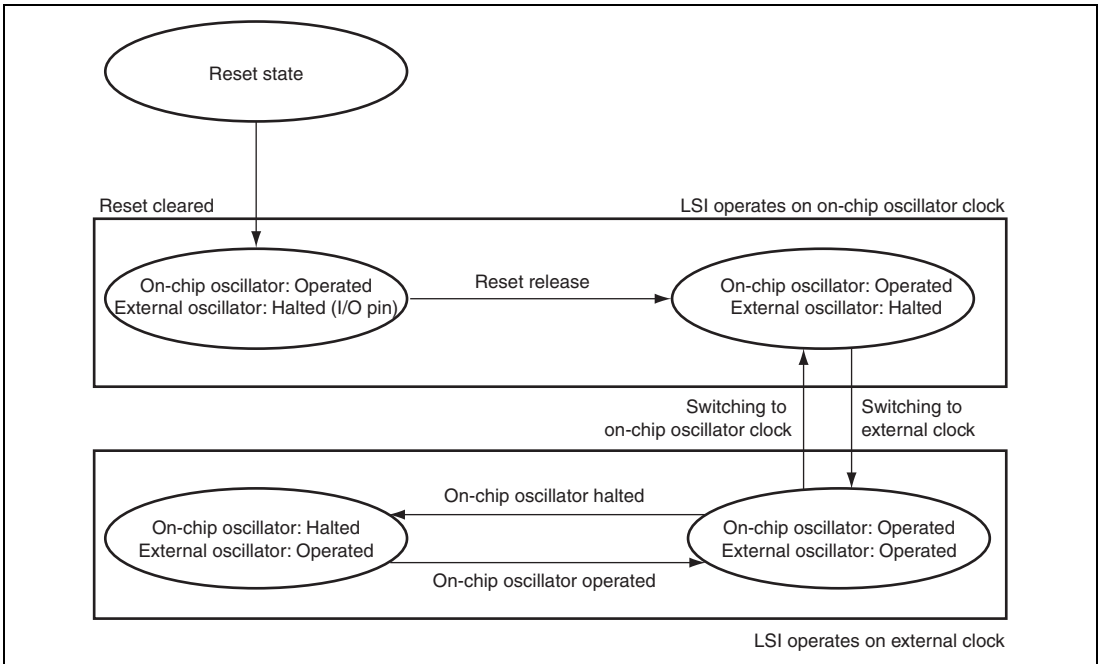 Reset state
Reset cleared
LSI operates on on-chip oscillator clock
On-chip oscillator: Operated
External oscillator: Halted (I/O pin)
Reset release
On-chip oscillator: Operated
External oscillator: Halted
Switching to
on-chip oscillator clock
Switching to
external clock
On-chip oscillator halted
On-chip oscillator: Halted
External oscillator: Operated
On-chip oscillator: Operated
External oscillator: Operated
On-chip oscillator operated
LSI operates on external clock